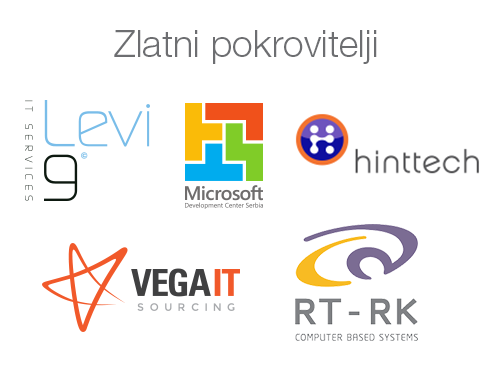 Zlatni pokrovitelji
Levi
9
©
IT SERVICES
Microsoft
Development Center Serbia
hinttech
VEGA IT
SOURCING
RT-RK
COMPUTER BASED SYSTEMS